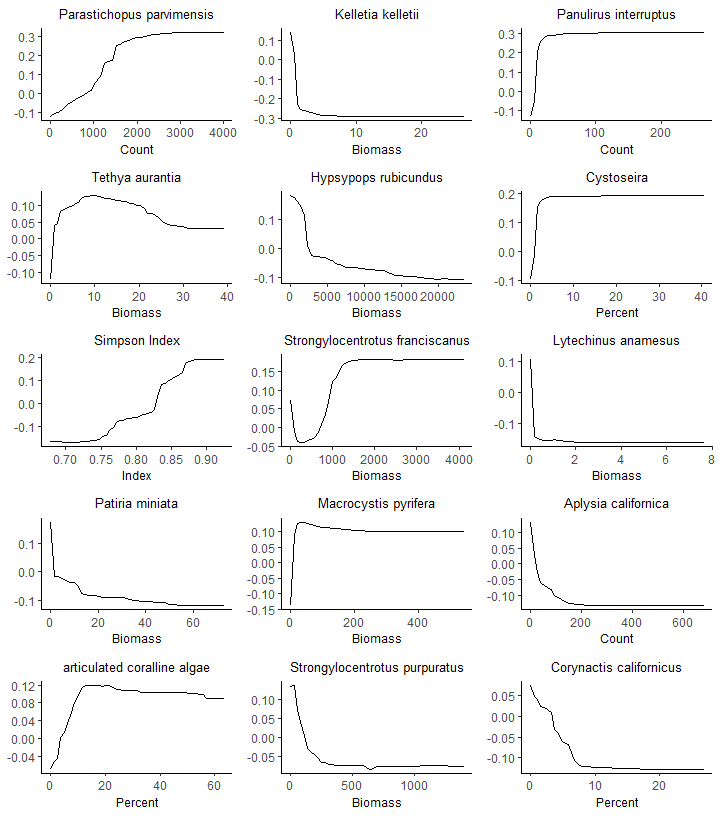 Parastichopus parvimensis
0.3
0.2
0.1
0.0
-0.1
0 1000 2000 3000 4000
Count
Kelletia kelletii
0.1
0.0
-0.1
-0.2
-0.3
0 20
Biomass
Panulirus interruptus
0.3
0.2
0.1
0.0
-0.1
0 100 200
Count
Tethya aurantia
0.10
0.05
0.00
-0.05
-0.10
0 10 20 30 40
Biomass
Hypsypops rubicundus
0.1
0.0
-0.1
0 5000 10000 15000 20000
Biomass
Cystoseira
0.2
0.1
0.0
-0.1
0 10 20 30 40
Percent
Simpson Index
0.2
0.1
0.0
-0.1
0.70 0.75 0.80 0.85 0.90
Index
Strongylocentrotus franciscanus
0.15
0.10
0.05
0.00
-0.05
0 1000 2000 3000 4000
Biomass
Lytechinus anamesus
0.1
0.0
-0.1
0 2 4 6 8
Biomass
Patiria miniata
0.1
0.0
-0.1
0 20 40 60
Biomass
Macrocystis pyrifera
0.10
0.05
0.00
-0.05
-0.10
-0.15
0 200 400
Biomass
Aplysia californica
0.10
0.05
0.00
-0.05
-0.10
0 200 400 600
Count
articulated coralline algae
0.12
0.08
0.04
0.00
-0.04
0 20 40 60
Percent
Strongylocentrotus purpuratus
0.10
0.05
0.00
-0.05
0 500 1000
Biomass
Corynactis californicus
0.05
0.00
-0.05
-0.10
0 10 20
Percent